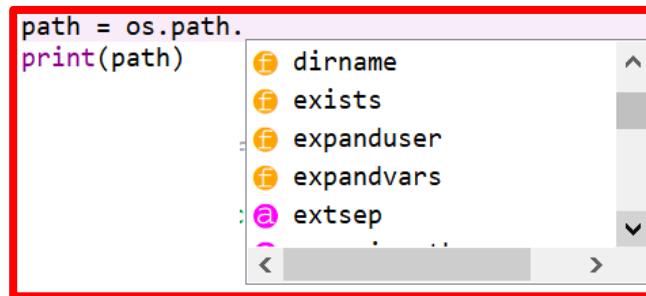 path = os.path.
print(path)
f dirname
f exists
f expanduser
f expandvars
a extsep